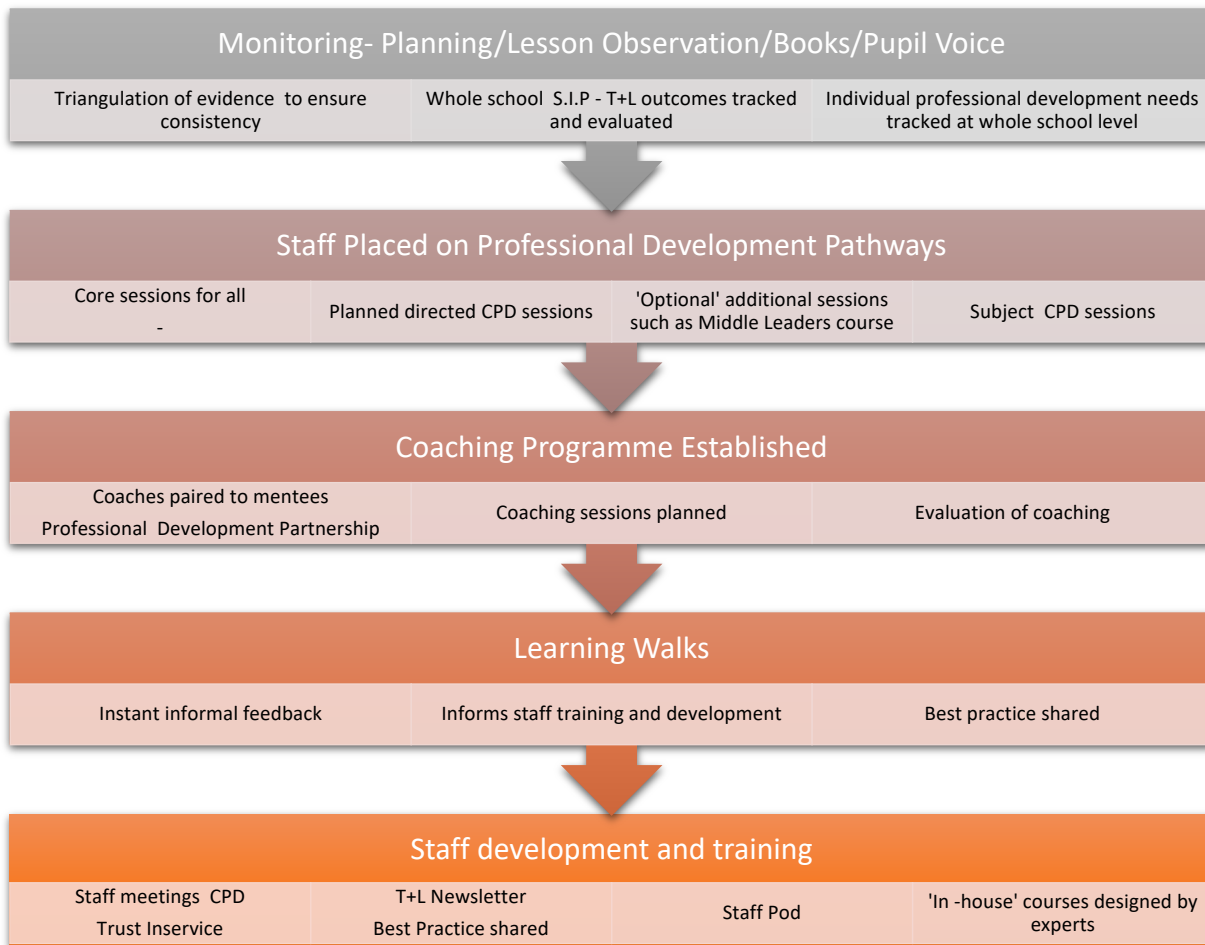 Monitoring- Planning/Lesson Observation/Books/Pupil Voice
Triangulation of evidence to ensure
consistency
Whole school S.I.P - T+L outcomes tracked
and evaluated
Individual professional development needs
tracked at whole school level
Staff Placed on Professional Development Pathways
Core sessions for all
-
Planned directed CPD sessions
'Optional' additional sessions
such as Middle Leaders course
Subject CPD sessions
Coaching Programme Established
Coaches paired to mentees
Professional Development Partnership
Coaching sessions planned
Evaluation of coaching
Learning Walks
Instant informal feedback
Informs staff training and development
Best practice shared
Staff development and training
Staff meetings CPD
Trust Inservice
T+L Newsletter
Best Practice shared
Staff Pod
'In -house' courses designed by
experts